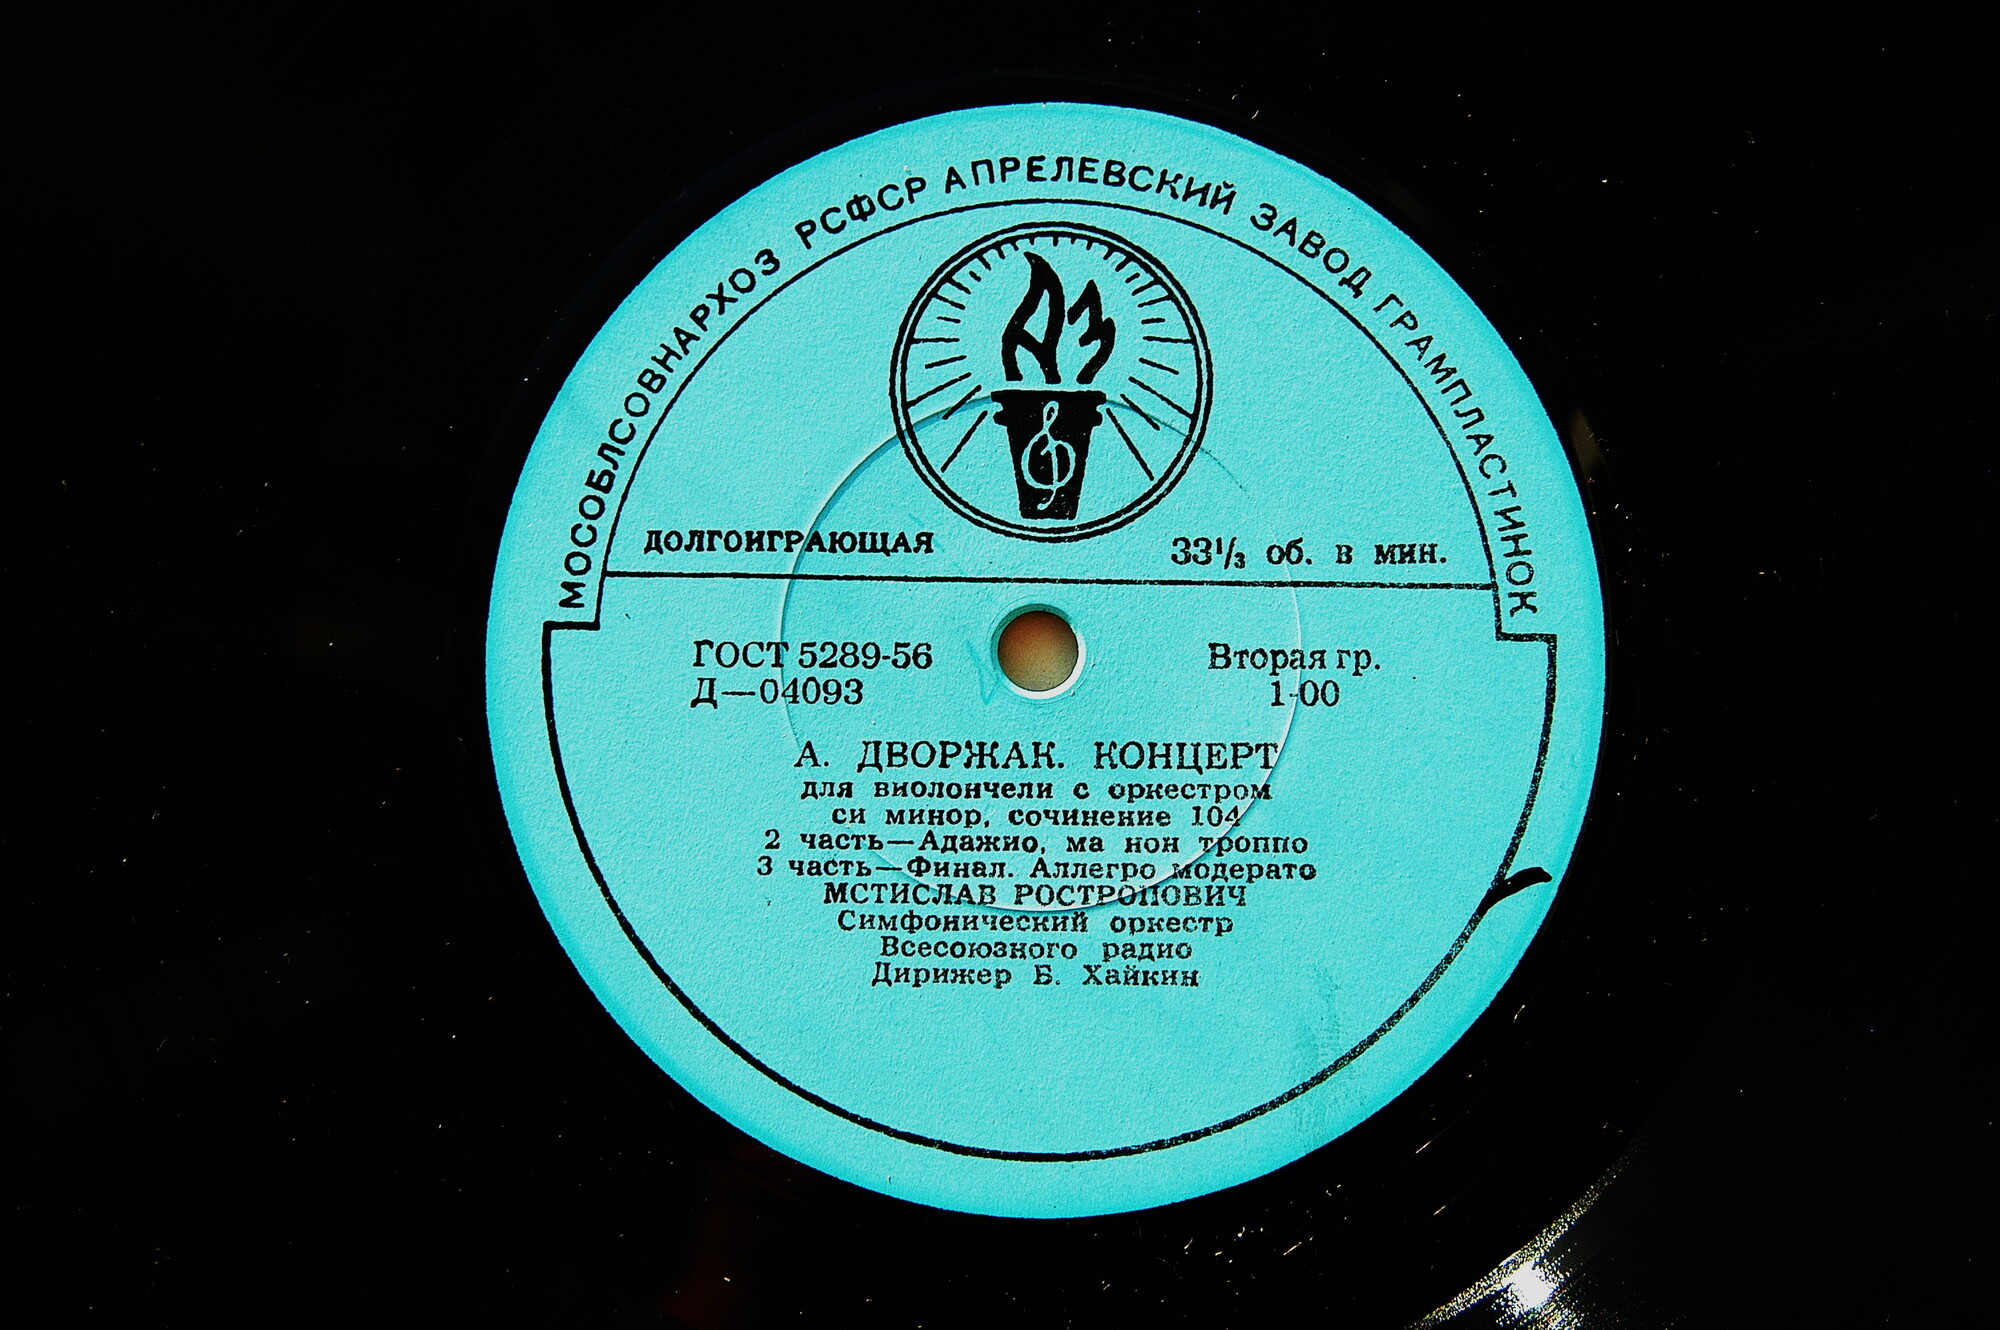 МОСОБЛСОВНАРХОЗ РСФСР АПРЕЛЕВСКИЙ ЗАВОД ГРАМПЛАСТИНОК
АЗ
ДОЛГОИГРАЮЩАЯ
33⅓ об. в мин.
ГОСТ 5289-56
Вторая гр.
Д—04093
1-00
А. ДВОРЖАК. КОНЦЕРТ
для виолончели с оркестром
си минор, сочинение 104
2 часть—Адажио, ма нон троппо
3 часть—Финал. Аллегро модерато
МСТИСЛАВ РОСТРОПОВИЧ
Симфонический оркестр
Всесоюзного радио
Дирижер Б. Хайкин